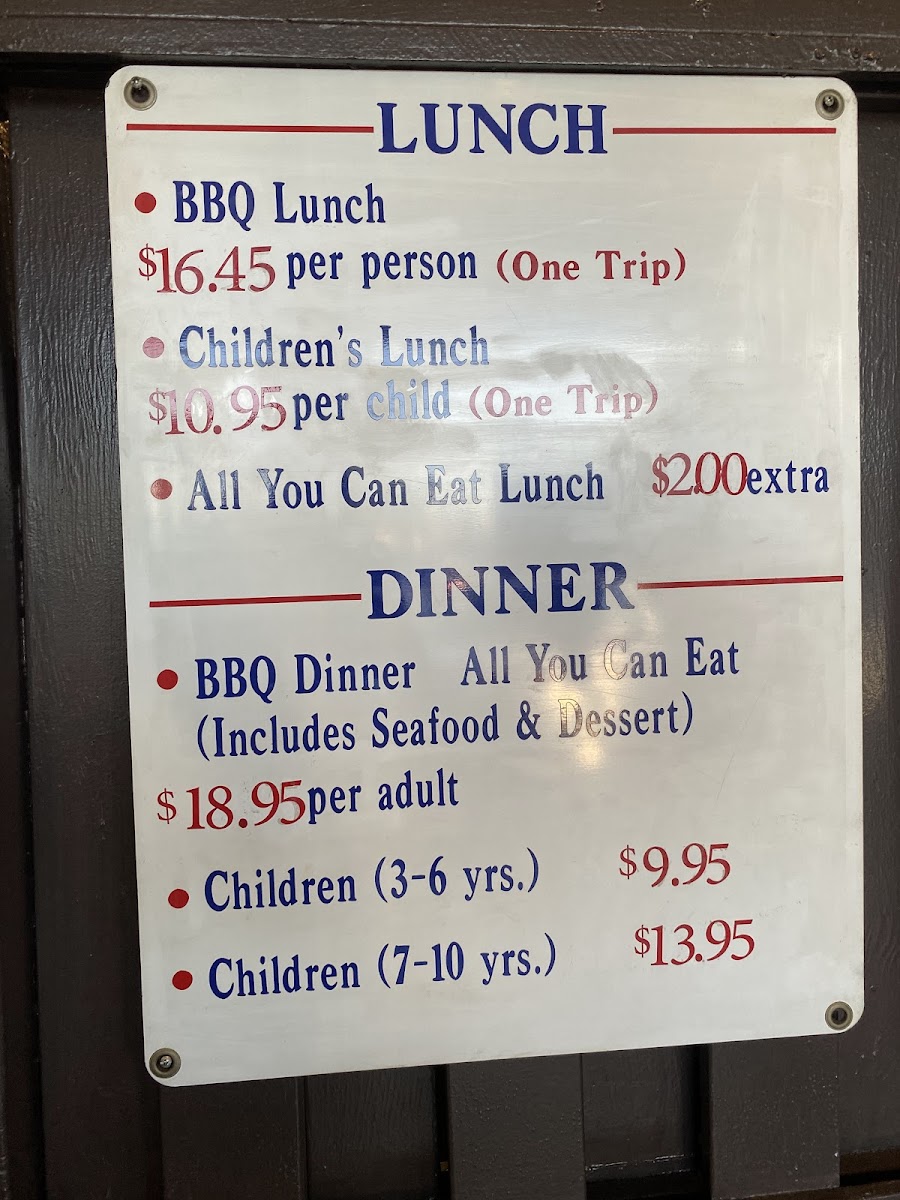 LUNCH
• BBQ Lunch
$16.45 per person (One Trip)
• Children's Lunch
$10.95 per child (One Trip)
• All You Can Eat Lunch $2.00 extra
DINNER
• BBQ Dinner All You Can Eat
(Includes Seafood & Dessert)
$18.95 per adult
• Children (3-6 yrs.) $9.95
• Children (7-10 yrs.) $13.95